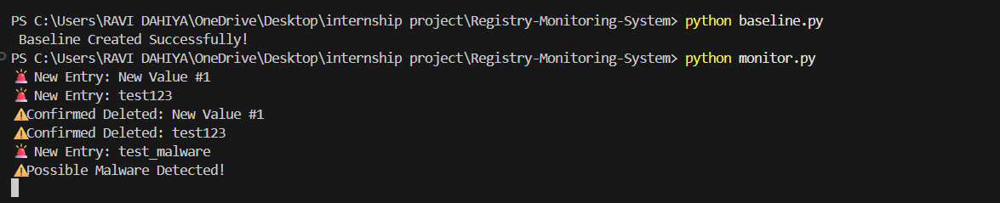 PS C:\Users\RAVI DAHIYA\OneDrive\Desktop\internship project\Registry-Monitoring-System> python baseline.py
Baseline Created Successfully!
PS C:\Users\RAVI DAHIYA\OneDrive\Desktop\internship project\Registry-Monitoring-System> python monitor.py
🚨 New Entry: New Value #1
🚨 New Entry: test123
⚠️Confirmed Deleted: New Value #1
⚠️Confirmed Deleted: test123
🚨 New Entry: test_malware
⚠️Possible Malware Detected!